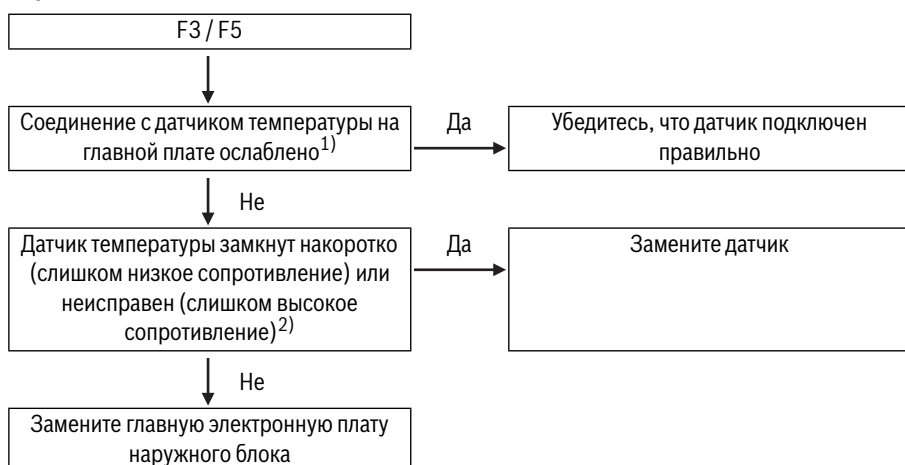 F3 / F5
Соединение с датчиком температуры на
главной плате ослаблено1)
Да
Убедитесь, что датчик подключен
правильно
Не
Датчик температуры замкнут накоротко
(слишком низкое сопротивление) или
неисправен (слишком высокое
сопротивление)2)
Да
Замените датчик
Не
Замените главную электронную плату
наружного блока